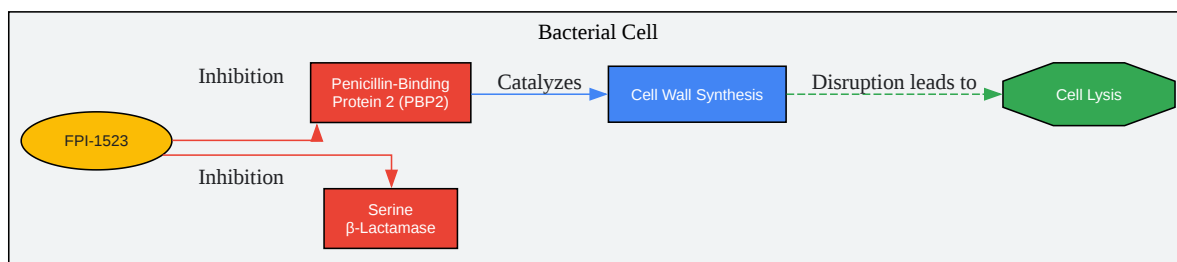 Bacterial Cell
Inhibition
Penicillin-Binding
Protein 2 (PBP2)
Catalyzes
Cell Wall Synthesis
Disruption leads to
Cell Lysis
FPI-1523
Inhibition
Serine
β-Lactamase